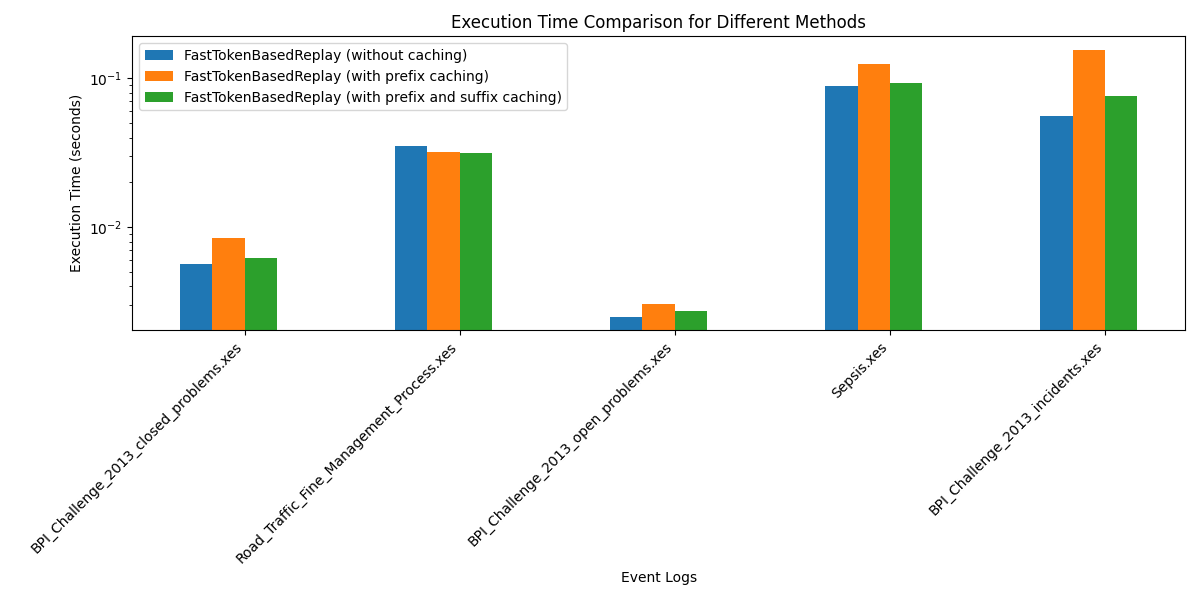 Execution Time Comparison for Different Methods
FastTokenBasedReplay (without caching)
FastTokenBasedReplay (with prefix caching)
FastTokenBasedReplay (with prefix and suffix caching)
Execution Time (seconds)
10⁻¹
10⁻²
BPI_Challenge_2013_closed_problems.xes
Road_Traffic_Fine_Management_Process.xes
BPI_Challenge_2013_open_problems.xes
Sepsis.xes
BPI_Challenge_2013_incidents.xes
Event Logs